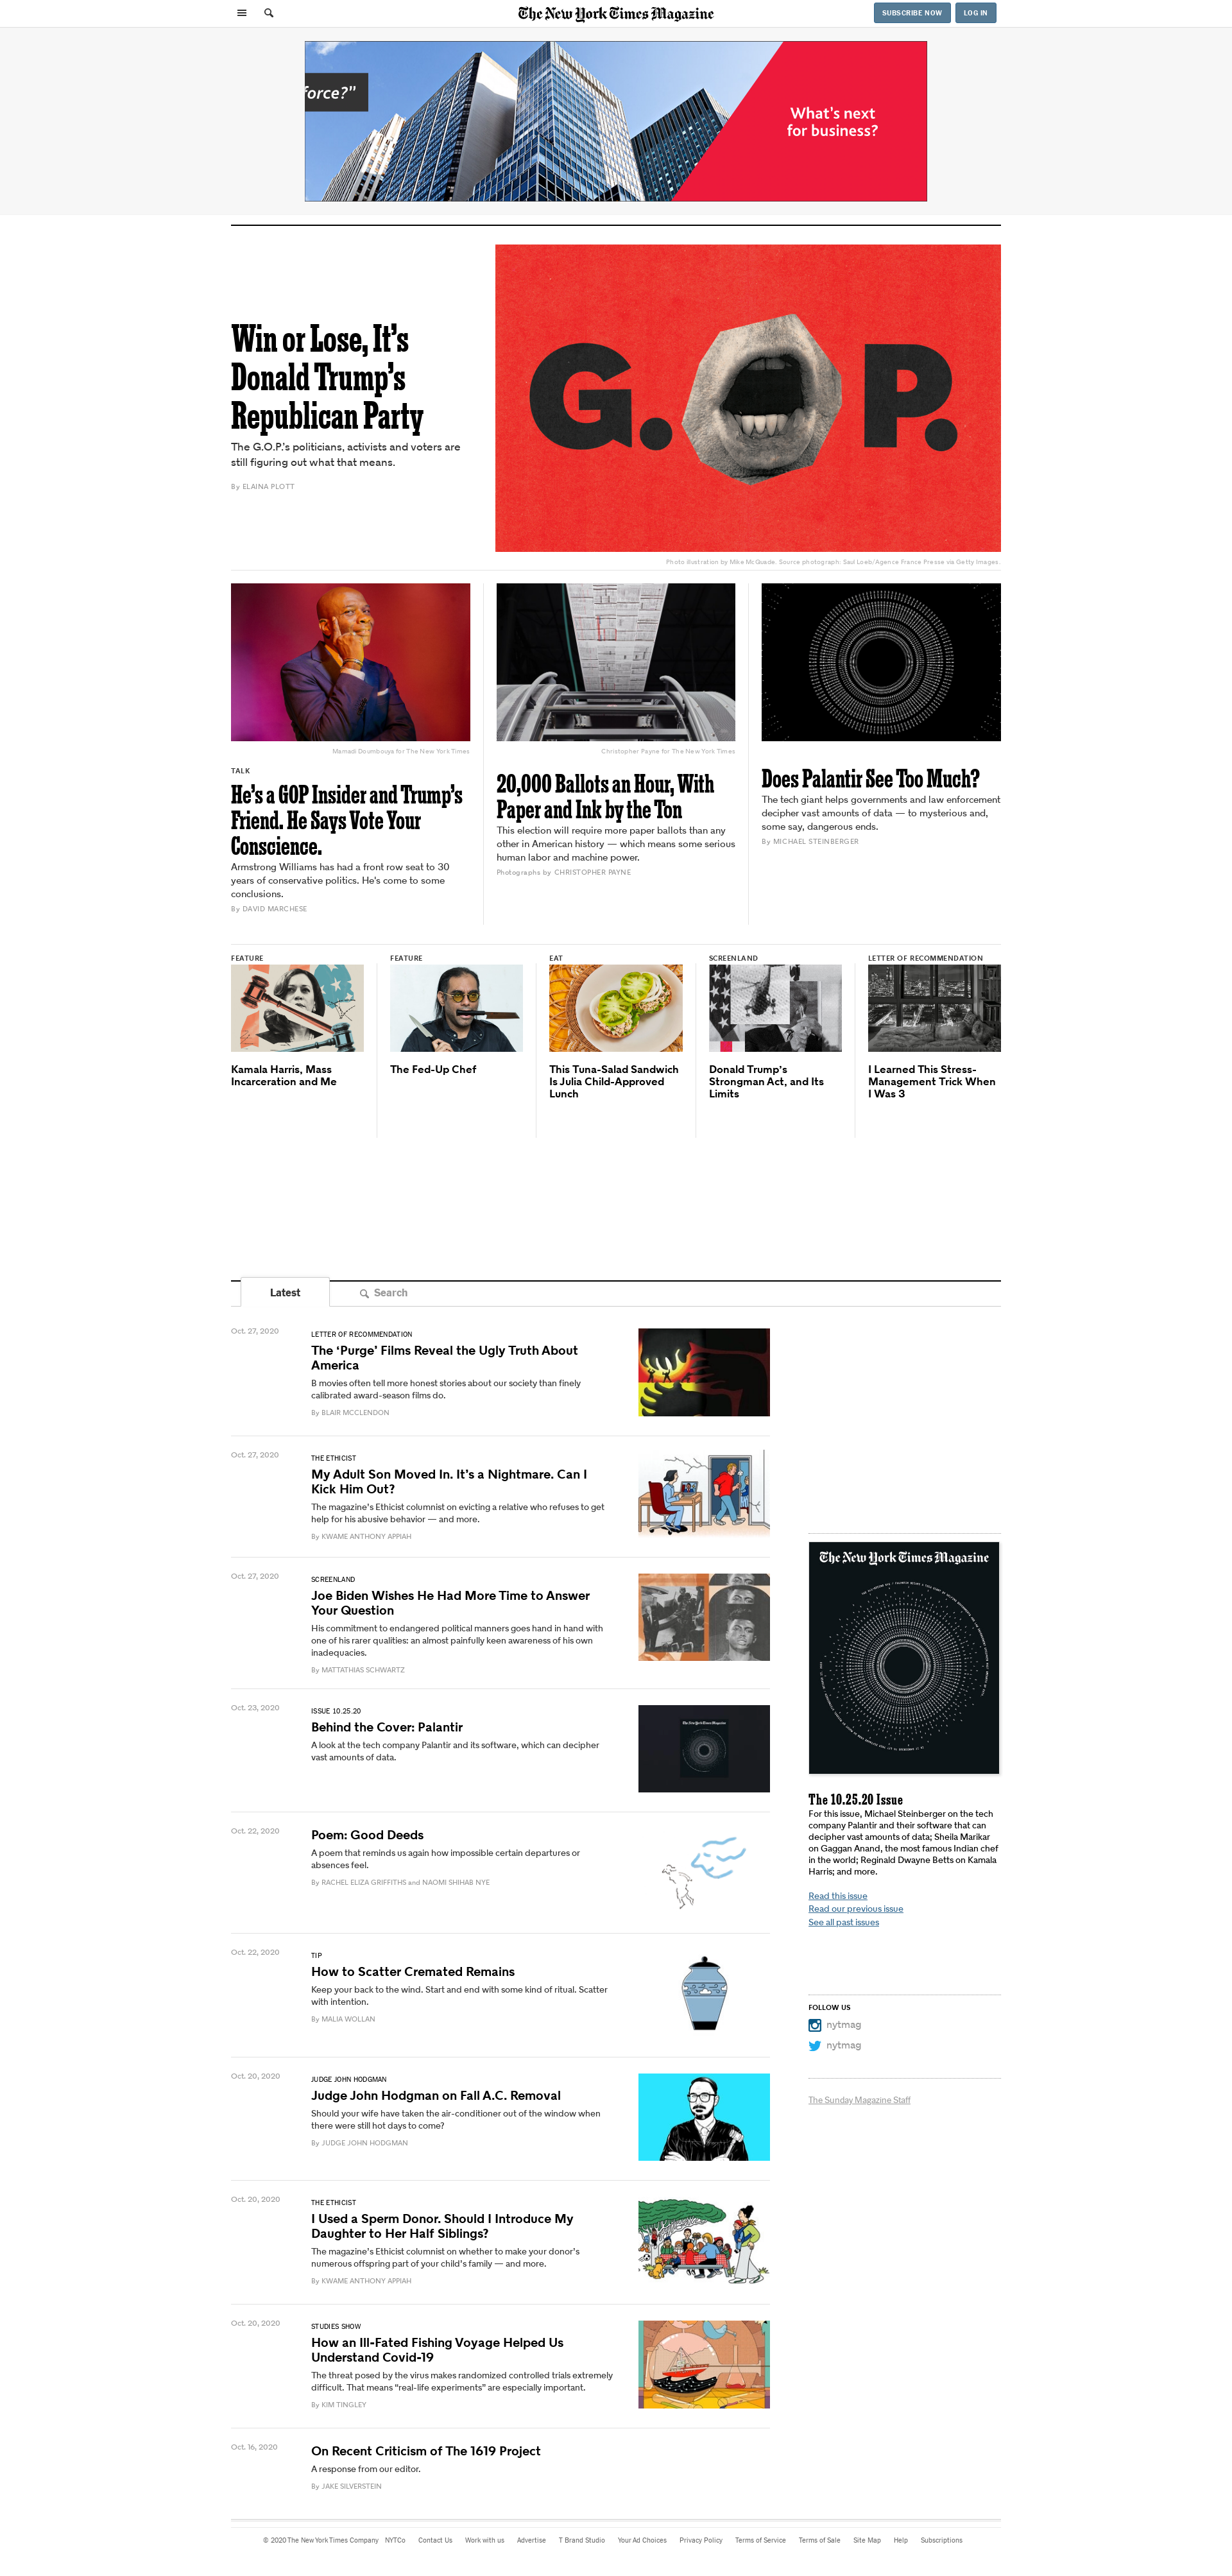 The New York Times Magazine
SUBSCRIBE NOW
LOG IN
force?"
What's next
for business?
Win or Lose, It's
Donald Trump's
Republican Party
The G.O.P.'s politicians, activists and voters are
still figuring out what that means.
By ELAINA PLOTT
G. P.
Photo illustration by Mike McQuade. Source photograph: Saul Loeb/Agence France Presse via Getty Images.
Mamadi Doumbouya for The New York Times
TALK
He's a GOP Insider and Trump's
Friend. He Says Vote Your
Conscience.
Armstrong Williams has had a front row seat to 30
years of conservative politics. He's come to some
conclusions.
By DAVID MARCHESE
Christopher Payne for The New York Times
20,000 Ballots an Hour, With
Paper and Ink by the Ton
This election will require more paper ballots than any
other in American history — which means some serious
human labor and machine power.
Photographs by CHRISTOPHER PAYNE
Does Palantir See Too Much?
The tech giant helps governments and law enforcement
decipher vast amounts of data — to mysterious and,
some say, dangerous ends.
By MICHAEL STEINBERGER
FEATURE
Kamala Harris, Mass
Incarceration and Me
FEATURE
The Fed-Up Chef
EAT
This Tuna-Salad Sandwich
Is Julia Child-Approved
Lunch
SCREENLAND
Donald Trump's
Strongman Act, and Its
Limits
LETTER OF RECOMMENDATION
I Learned This Stress-
Management Trick When
I Was 3
Latest
Search
Oct. 27, 2020
LETTER OF RECOMMENDATION
The 'Purge' Films Reveal the Ugly Truth About
America
B movies often tell more honest stories about our society than finely
calibrated award-season films do.
By BLAIR MCCLENDON
Oct. 27, 2020
THE ETHICIST
My Adult Son Moved In. It's a Nightmare. Can I
Kick Him Out?
The magazine's Ethicist columnist on evicting a relative who refuses to get
help for his abusive behavior — and more.
By KWAME ANTHONY APPIAH
Oct. 27, 2020
SCREENLAND
Joe Biden Wishes He Had More Time to Answer
Your Question
His commitment to endangered political manners goes hand in hand with
one of his rarer qualities: an almost painfully keen awareness of his own
inadequacies.
By MATTATHIAS SCHWARTZ
Oct. 23, 2020
ISSUE 10.25.20
Behind the Cover: Palantir
A look at the tech company Palantir and its software, which can decipher
vast amounts of data.
Oct. 22, 2020
Poem: Good Deeds
A poem that reminds us again how impossible certain departures or
absences feel.
By RACHEL ELIZA GRIFFITHS and NAOMI SHIHAB NYE
Oct. 22, 2020
TIP
How to Scatter Cremated Remains
Keep your back to the wind. Start and end with some kind of ritual. Scatter
with intention.
By MALIA WOLLAN
Oct. 20, 2020
JUDGE JOHN HODGMAN
Judge John Hodgman on Fall A.C. Removal
Should your wife have taken the air-conditioner out of the window when
there were still hot days to come?
By JUDGE JOHN HODGMAN
Oct. 20, 2020
THE ETHICIST
I Used a Sperm Donor. Should I Introduce My
Daughter to Her Half Siblings?
The magazine's Ethicist columnist on whether to make your donor's
numerous offspring part of your child's family — and more.
By KWAME ANTHONY APPIAH
Oct. 20, 2020
STUDIES SHOW
How an Ill-Fated Fishing Voyage Helped Us
Understand Covid-19
The threat posed by the virus makes randomized controlled trials extremely
difficult. That means "real-life experiments" are especially important.
By KIM TINGLEY
Oct. 16, 2020
On Recent Criticism of The 1619 Project
A response from our editor.
By JAKE SILVERSTEIN
The New York Times Magazine
The 10.25.20 Issue
For this issue, Michael Steinberger on the tech
company Palantir and their software that can
decipher vast amounts of data; Sheila Marikar
on Gaggan Anand, the most famous Indian chef
in the world; Reginald Dwayne Betts on Kamala
Harris; and more.
Read this issue
Read our previous issue
See all past issues
FOLLOW US
nytmag
nytmag
The Sunday Magazine Staff
© 2020 The New York Times Company NYTCo Contact Us Work with us Advertise T Brand Studio Your Ad Choices Privacy Policy Terms of Service Terms of Sale Site Map Help Subscriptions